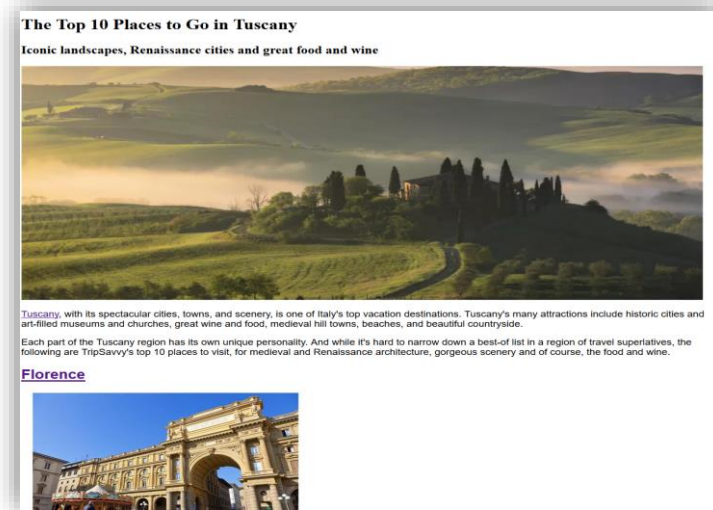 The Top 10 Places to Go in Tuscany
Iconic landscapes, Renaissance cities and great food and wine
Tuscany, with its spectacular cities, towns, and scenery, is one of Italy's top vacation destinations. Tuscany's many attractions include historic cities and
art-filled museums and churches, great wine and food, medieval hill towns, beaches, and beautiful countryside.
Each part of the Tuscany region has its own unique personality. And while it's hard to narrow down a best-of list in a region of travel superlatives, the
following are TripSavvy's top 10 places to visit, for medieval and Renaissance architecture, gorgeous scenery and of course, the food and wine.
Florence